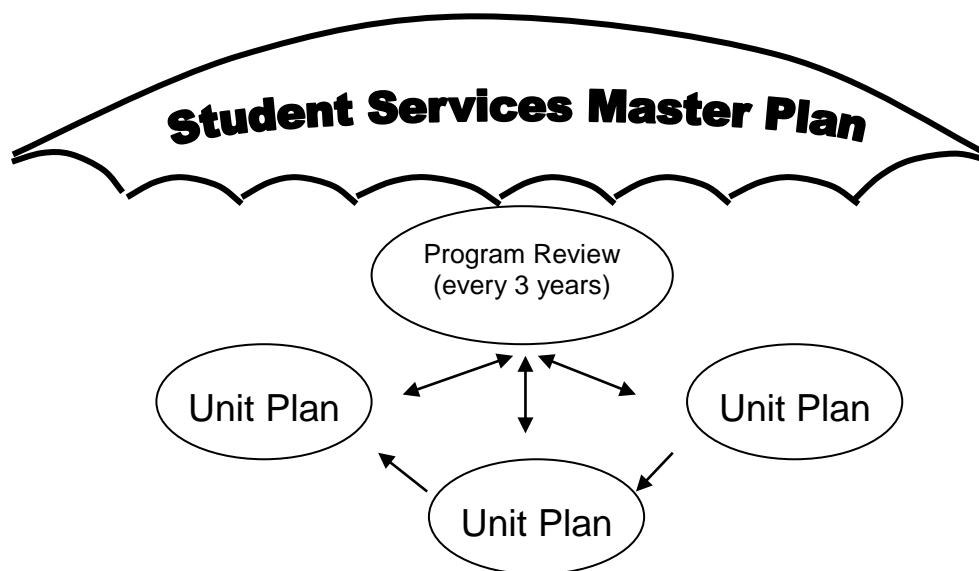 Student Services Master Plan
Program Review
(every 3 years)
Unit Plan
Unit Plan
Unit Plan